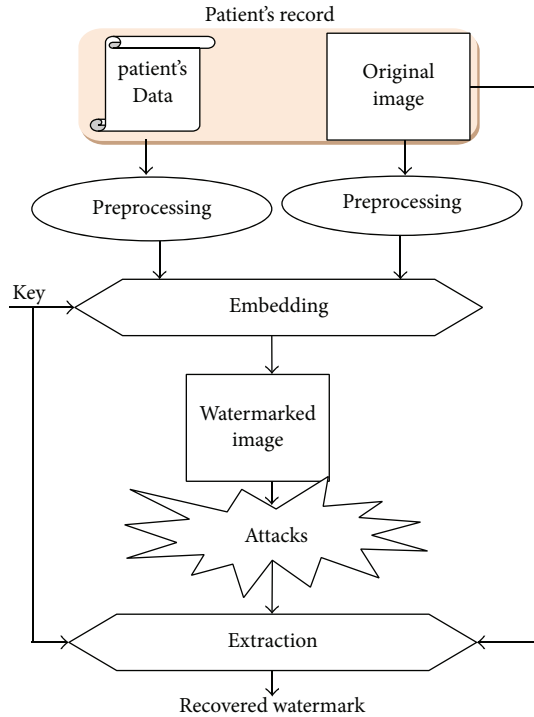 Patient's record
patient's
Data
Original
image
Preprocessing
Preprocessing
Key
Embedding
Watermarked
image
Attacks
Extraction
Recovered watermark